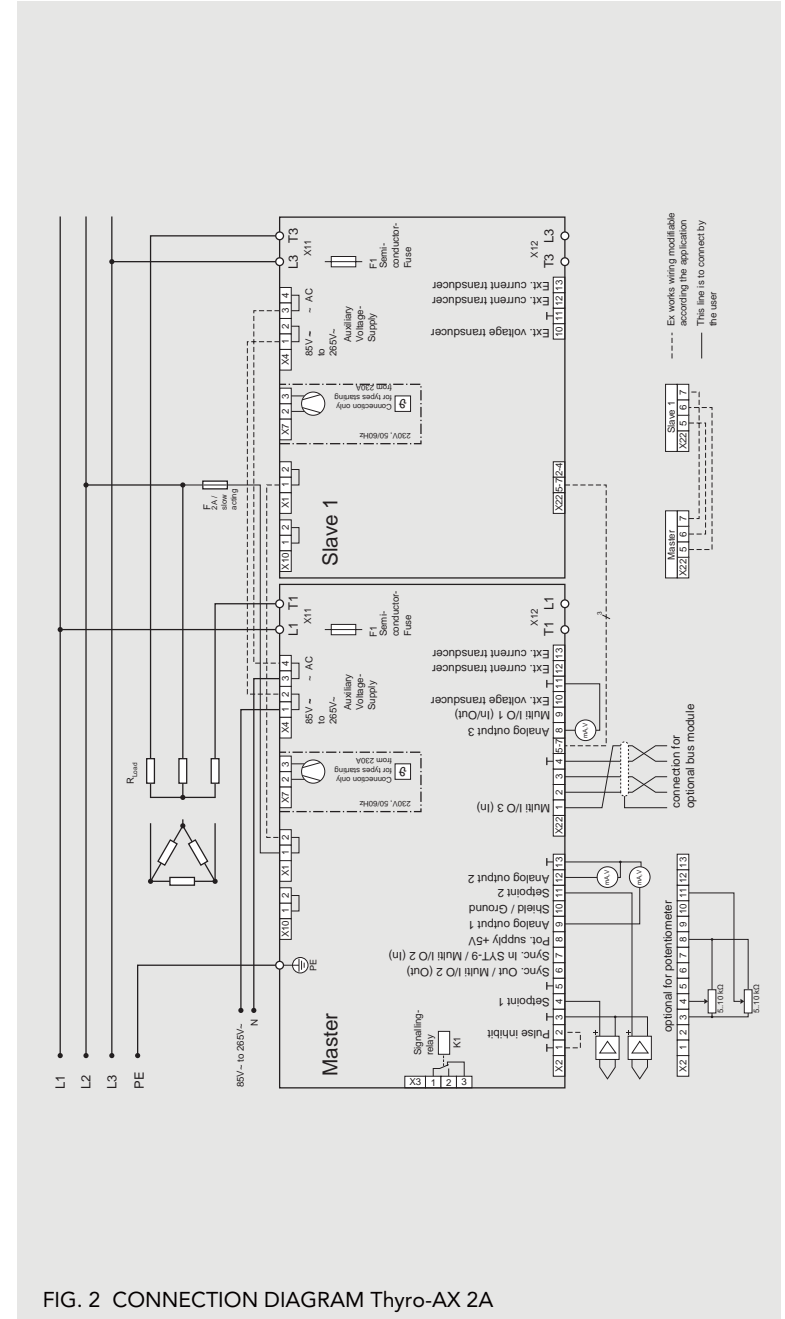 L1
L2
L3
PE
85V~ to 265V~
N
RLoad
F
2A /
slow
acting
Master
PE
X10 1 2
X1 1 2
X7 2 3
230V, 50/60Hz
Connection only
for types starting
from 230A
X4 1 2 3 4
85V ~
to
265V~
~ AC
Auxiliary
Voltage-
Supply
L1 T1
X11
F1
Semi-
conductor-
Fuse
X12
T1 L1
Signalling-
relay
K1
X3 1 2 3
X2 1 2 3 4 5 6 7 8 9 10 11 12 13
Pulse inhibit
Setpoint 1
Sync. Out / Multi I/O 2 (Out)
Sync. In SYT-9 / Multi I/O 2 (In)
Pot. supply +5V
Analog output 1
Shield / Ground
Setpoint 2
Analog output 2
X22 1 2 3 4 5-7 8 9 10 11 12 13
Multi I/O 3 (In)
Analog output 3
Multi I/O 1 (In/Out)
Ext. voltage transducer
Ext. current transducer
Ext. current transducer
+
+
mA,V
mA,V
mA,V
connection for
optional bus module
3
Slave 1
X10 1 2
X1 1 2
X7 2 3
230V, 50/60Hz
Connection only
for types starting
from 230A
X4 1 2 3 4
85V ~
to
265V~
~ AC
Auxiliary
Voltage-
Supply
L3 T3
X11
F1
Semi-
conductor-
Fuse
X12
T3 L3
X22 5-7 2-4
10 11 12 13
Ext. voltage transducer
Ext. current transducer
Ext. current transducer
optional for potentiometer
X2 1 2 3 4 5 6 7 8 9 10 11 12 13
5..10 kΩ
5..10 kΩ
Master
X22 5 6 7
Slave 1
X22 5 6 7
Ex works wiring modifiable
according the application
This line is to connect by
the user
FIG. 2 CONNECTION DIAGRAM Thyro-AX 2A